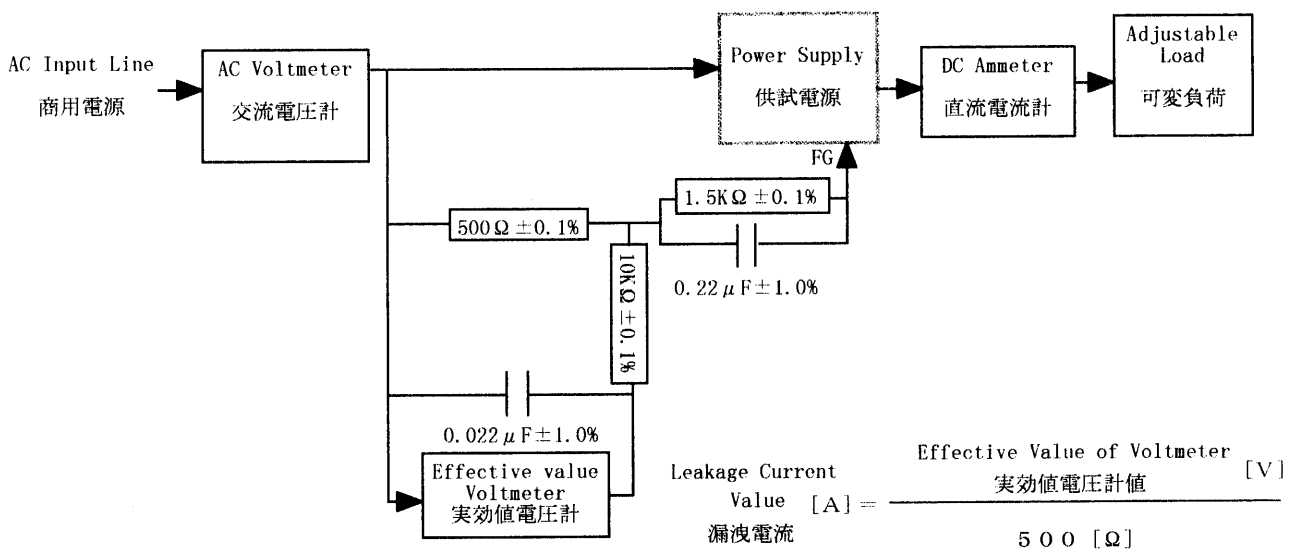 AC Input Line
商用電源
AC Voltmeter
交流電圧計
Power Supply
供試電源
DC Ammeter
直流電流計
Adjustable
Load
可変負荷
FG
1.5KΩ±0.1%
500Ω±0.1%
0.22μF±1.0%
10KΩ±0.1%
0.022μF±1.0%
Effective value
Voltmeter
実効値電圧計
Leakage Current
Value [A]=
漏洩電流
Effective Value of Voltmeter
実効値電圧計値 [V]
500 [Ω]